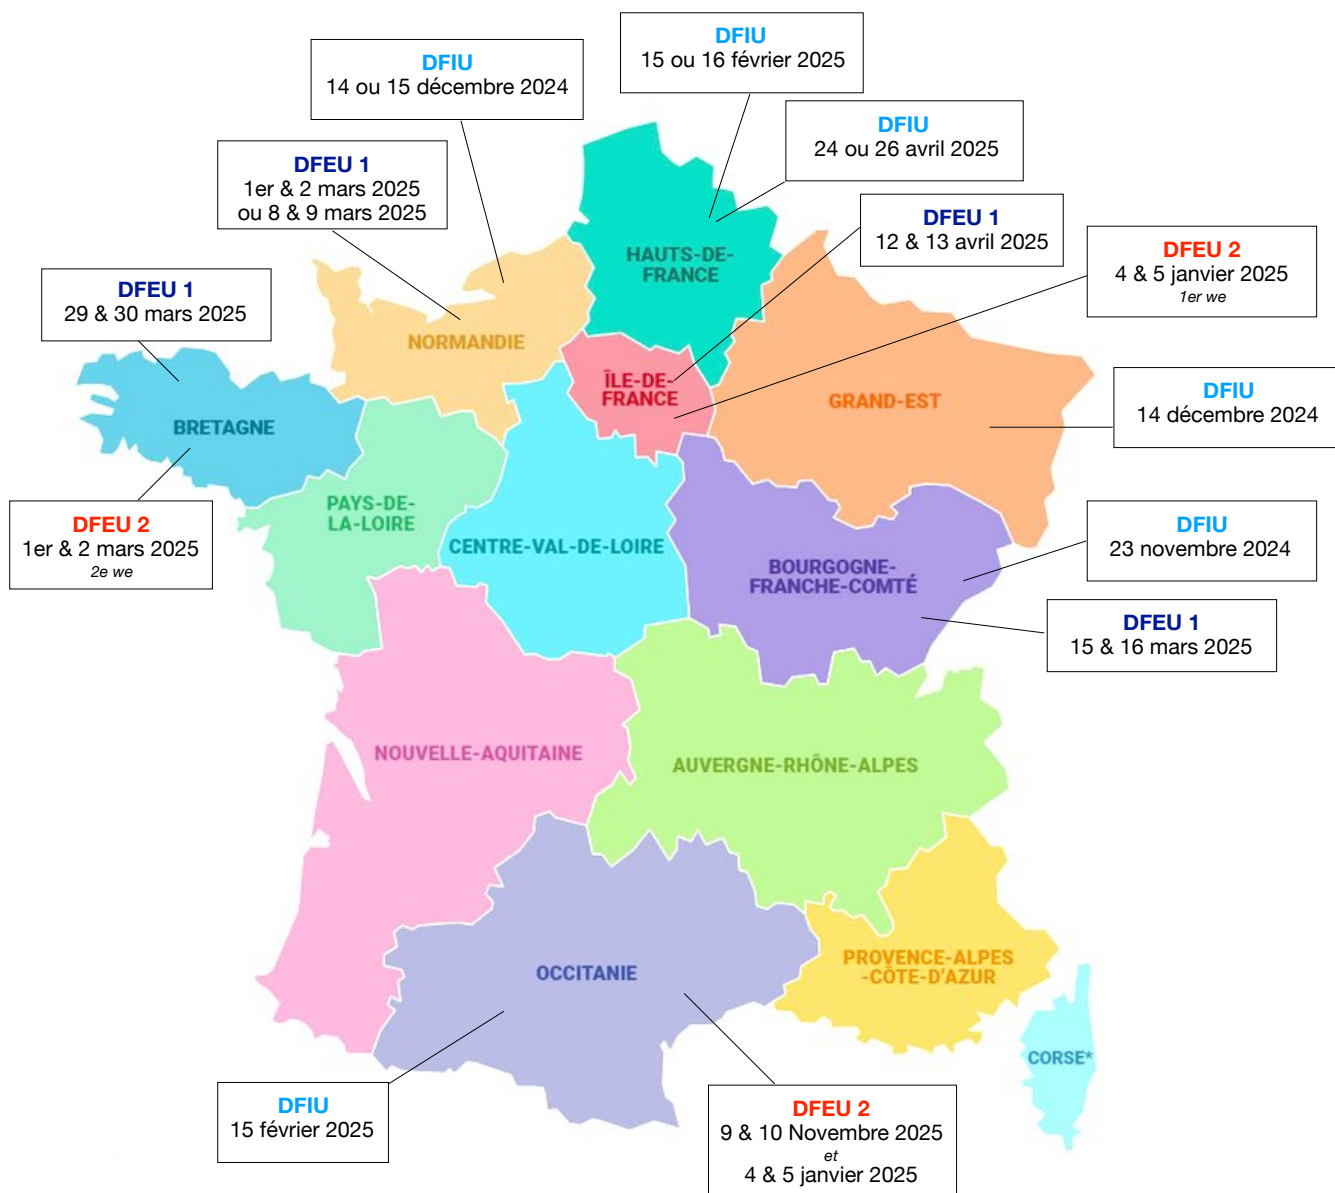 DFIU
15 ou 16 février 2025
DFIU
14 ou 15 décembre 2024
DFIU
24 ou 26 avril 2025
DFEU 1
1er & 2 mars 2025
ou 8 & 9 mars 2025
DFEU 1
12 & 13 avril 2025
DFEU 2
4 & 5 janvier 2025
1er we
DFEU 1
29 & 30 mars 2025
HAUTS-DE-
FRANCE
NORMANDIE
ÎLE-DE-
FRANCE
GRAND-EST
DFIU
14 décembre 2024
BRETAGNE
PAYS-DE-
LA-LOIRE
CENTRE-VAL-DE-LOIRE
DFEU 2
1er & 2 mars 2025
2e we
BOURGOGNE-
FRANCHE-COMTÉ
DFIU
23 novembre 2024
DFEU 1
15 & 16 mars 2025
NOUVELLE-AQUITAINE
AUVERGNE-RHÔNE-ALPES
OCCITANIE
PROVENCE-ALPES
-CÔTE-D'AZUR
CORSE*
DFIU
15 février 2025
DFEU 2
9 & 10 Novembre 2025
et
4 & 5 janvier 2025